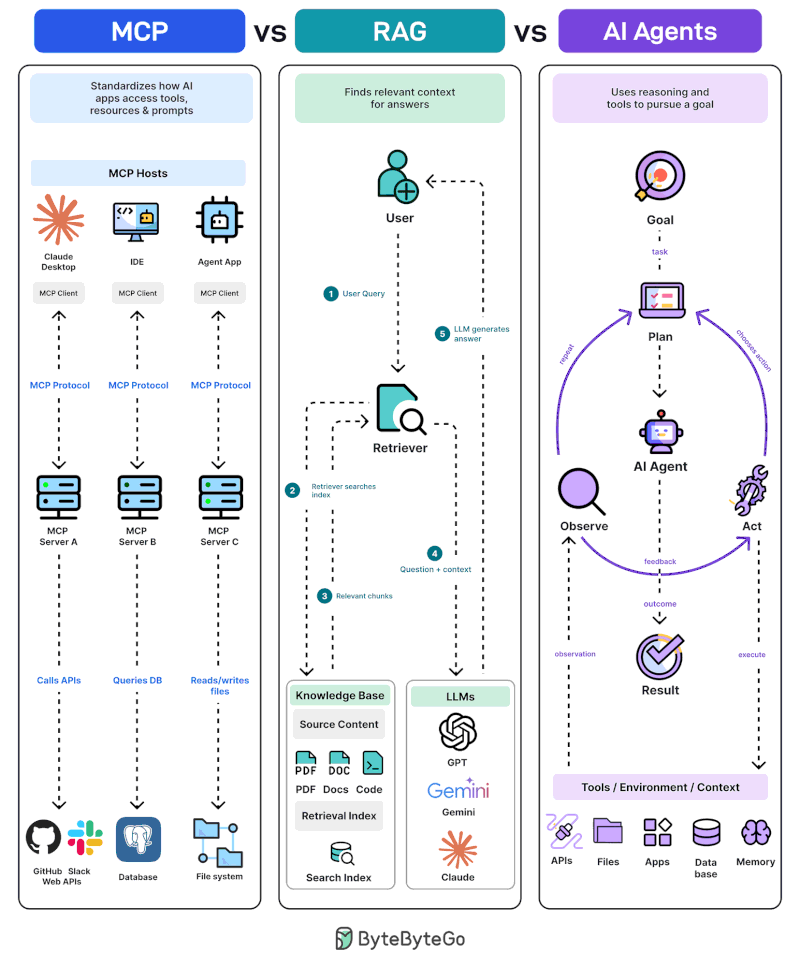 MCP vs RAG vs AI Agents
Standardizes how AI
apps access tools,
resources & prompts
MCP Hosts
Claude
Desktop
IDE
Agent App
MCP Client
MCP Client
MCP Client
MCP Protocol
MCP Protocol
MCP Protocol
MCP
Server A
MCP
Server B
MCP
Server C
Calls APIs
Queries DB
Reads/writes
files
GitHub Slack
Web APIs
Database
File system
Finds relevant context
for answers
User
1 User Query
5 LLM generates
answer
Retriever
2 Retriever searches
index
4
Question + context
3 Relevant chunks
Knowledge Base
Source Content
PDF
DOC
PDF
Docs
Code
Retrieval Index
Search Index
LLMs
GPT
Gemini
Gemini
Claude
Uses reasoning and
tools to pursue a goal
Goal
task
Plan
repeat
chooses action
AI Agent
Observe
Act
feedback
outcome
observation
execute
Result
Tools / Environment / Context
APIs
Files
Apps
Data
base
Memory
ByteByteGo